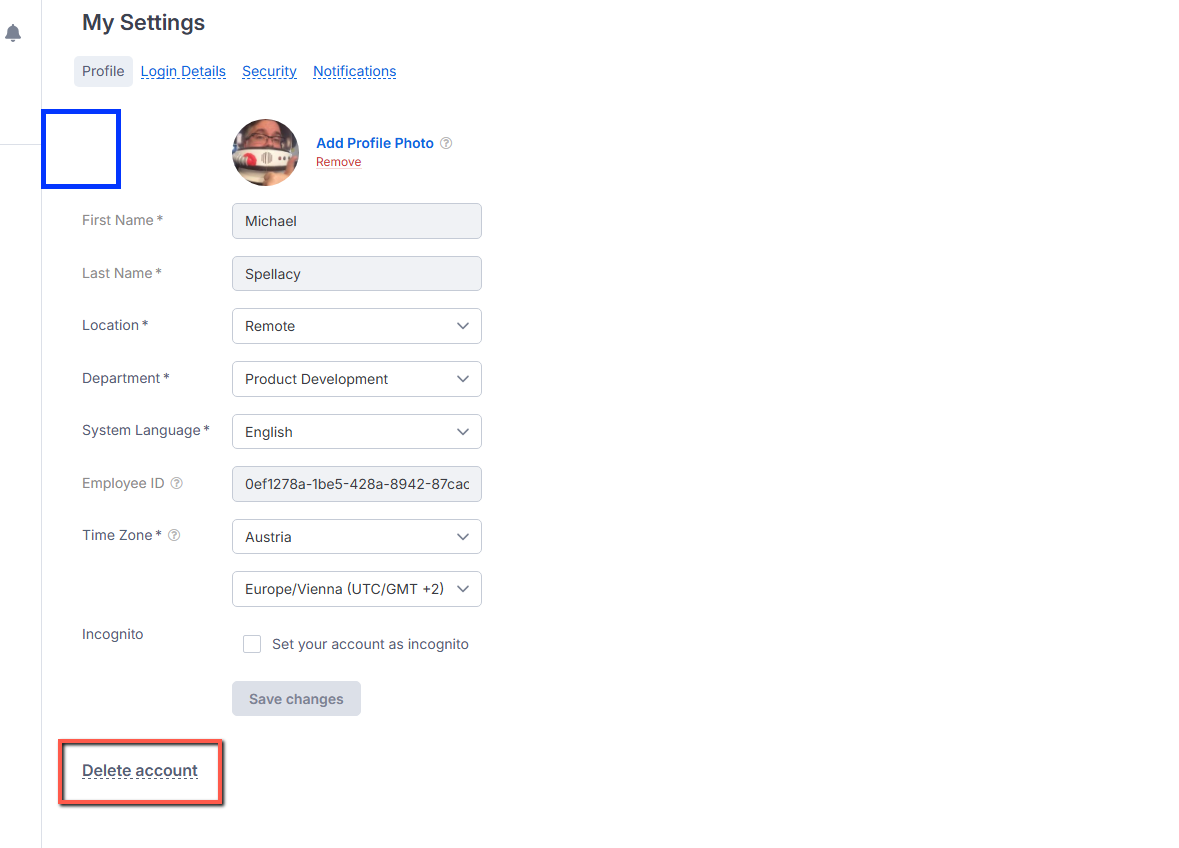 My Settings
Profile Login Details Security Notifications
Add Profile Photo ?
Remove
First Name * Michael
Last Name * Spellacy
Location * Remote
Department * Product Development
System Language * English
Employee ID ? 0ef1278a-1be5-428a-8942-87cac
Time Zone * ? Austria
Europe/Vienna (UTC/GMT +2)
Incognito
Set your account as incognito
Save changes
Delete account